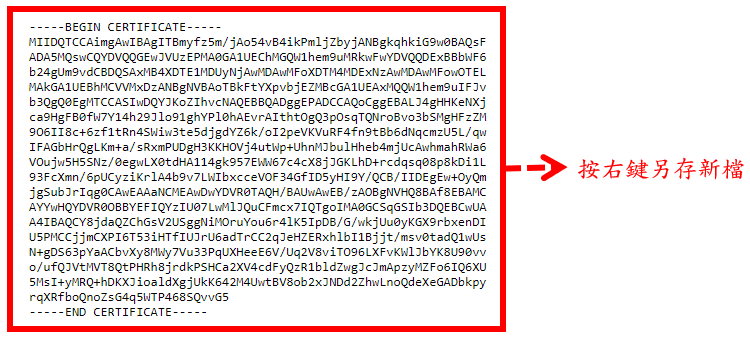 -----BEGIN CERTIFICATE-----
MIIDQTCCAimgAwIBAgITBmyfz5m/jAo54vB4ikPmljZbyjANBgkqhkiG9w0BAQsF
ADA5MQswCQYDVQQGEwJVUzEPMA0GA1UEChMGQW1hem9uMRkwFwYDVQQDExBBbWF6
b24gUm9vdCBDQSAxMB4XDTE1MDUyNjAwMDAwMFoXDTM4MDExNzAwMDAwMFowOTEL
MAkGA1UEBhMCVVMxDzANBgNVBAoTBkFtYXpvbjEZMBcGA1UEAxMQQW1hem9uIFJv
b3QgQ0EgMTCCASIwDQYJKoZIhvcNAQEBBQADggEPADCCAQoCggEBALJ4gHHKeNXj
ca9HgFB0fW7Y14h29Jlo91ghYPl0hAEvrAIthtOgQ3pOsqTQNroBvo3bSMgHFzZM
9O6II8c+6zf1tRn4SWiw3te5djgdYZ6k/oI2peVKVuRF4fn9tBb6dNqcmzU5L/qw
IFAGbHrQgLKm+a/sRxmPUDgH3KKHOVj4utWp+UhnMJbulHheb4mjUcAwhmahRWa6
VOujw5H5SNz/0egwLX0tdHA114gk957EWW67c4cX8jJGKLhD+rcdqsq08p8kDi1L
93FcXmn/6pUCyziKrlA4b9v7LWIbxcceVOF34GfID5yHI9Y/QCB/IIDEgEw+OyQm
jgSubJrIqg0CAwEAAaNCMEAwDwYDVR0TAQH/BAUwAwEB/zAOBgNVHQ8BAf8EBAMC
AYYwHQYDVR0OBBYEFIQYzIU07LwMlJQuCFmcx7IQTgoIMA0GCSqGSIb3DQEBCwUA
A4IBAQCY8jdaQZChGsV2USggNiMOruYou6r4lK5IpDB/G/wkjUu0yKGX9rbxenDI
U5PMCCjjmCXPI6T53iHTfIUJrU6adTrCC2qJeHZERxhlbI1Bjjt/msv0tadQ1wUs
N+gDS63pYaACbvXy8MWy7Vu33PqUXHeeE6V/Uq2V8viTO96LXFvKWlJbYK8U90vv
o/ufQJVtMVT8QtPHRh8jrdkPSHCa2XV4cdFyQzR1bldZwgJcJmApzyMZFo6IQ6XU
5MsI+yMRQ+hDKXJioaldXgjUkK642M4UwtBV8ob2xJNDd2ZhwLnoQdeXeGADbkpy
rqXRfboQnoZsG4q5WTP468SQvvG5
-----END CERTIFICATE-----
按右鍵另存新檔